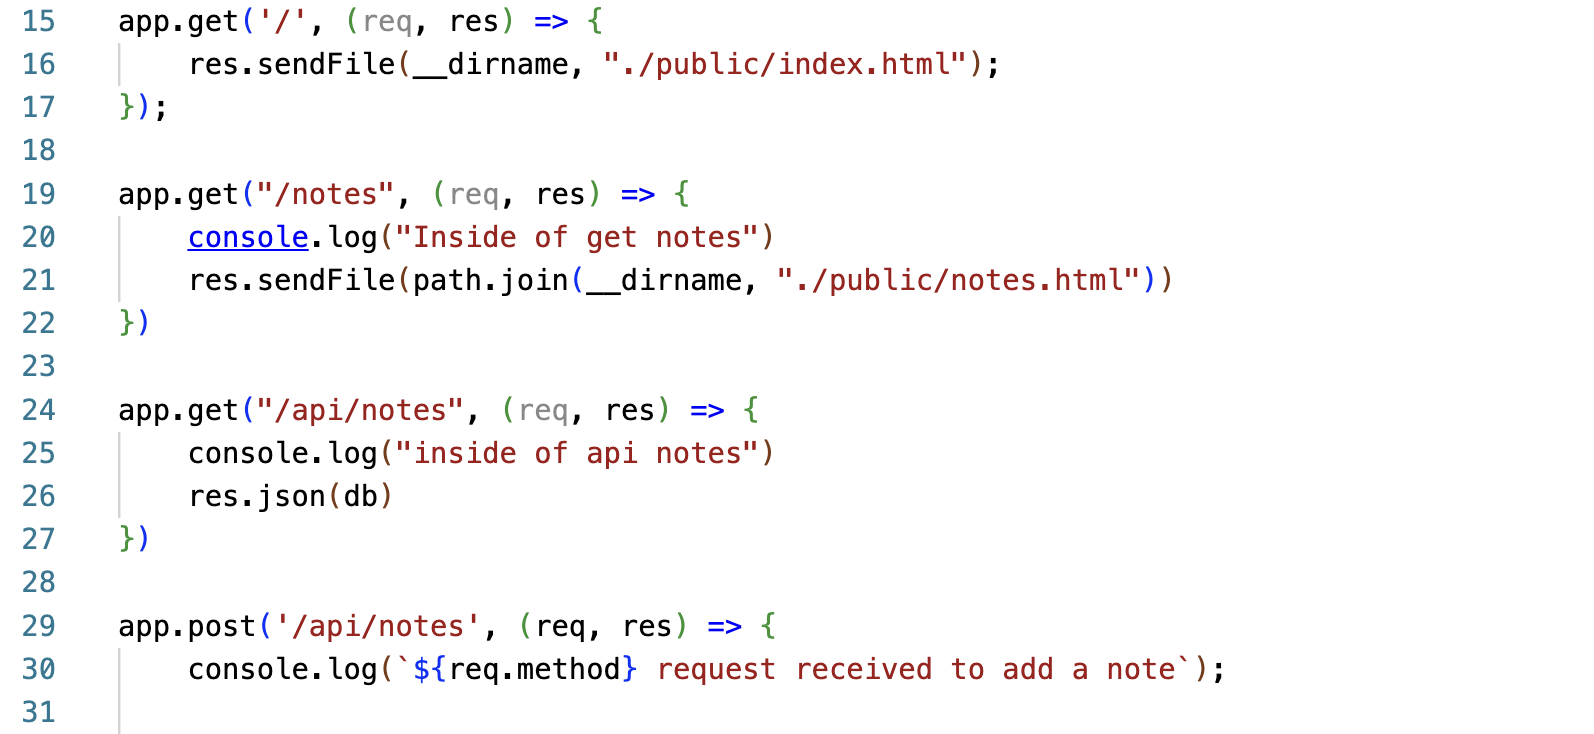 15 app.get('/', (req, res) => {
16     res.sendFile(__dirname, "./public/index.html");
17 });
18
19 app.get("/notes", (req, res) => {
20     console.log("Inside of get notes")
21     res.sendFile(path.join(__dirname, "./public/notes.html"))
22 })
23
24 app.get("/api/notes", (req, res) => {
25     console.log("inside of api notes")
26     res.json(db)
27 })
28
29 app.post('/api/notes', (req, res) => {
30     console.log(`${req.method} request received to add a note`);
31